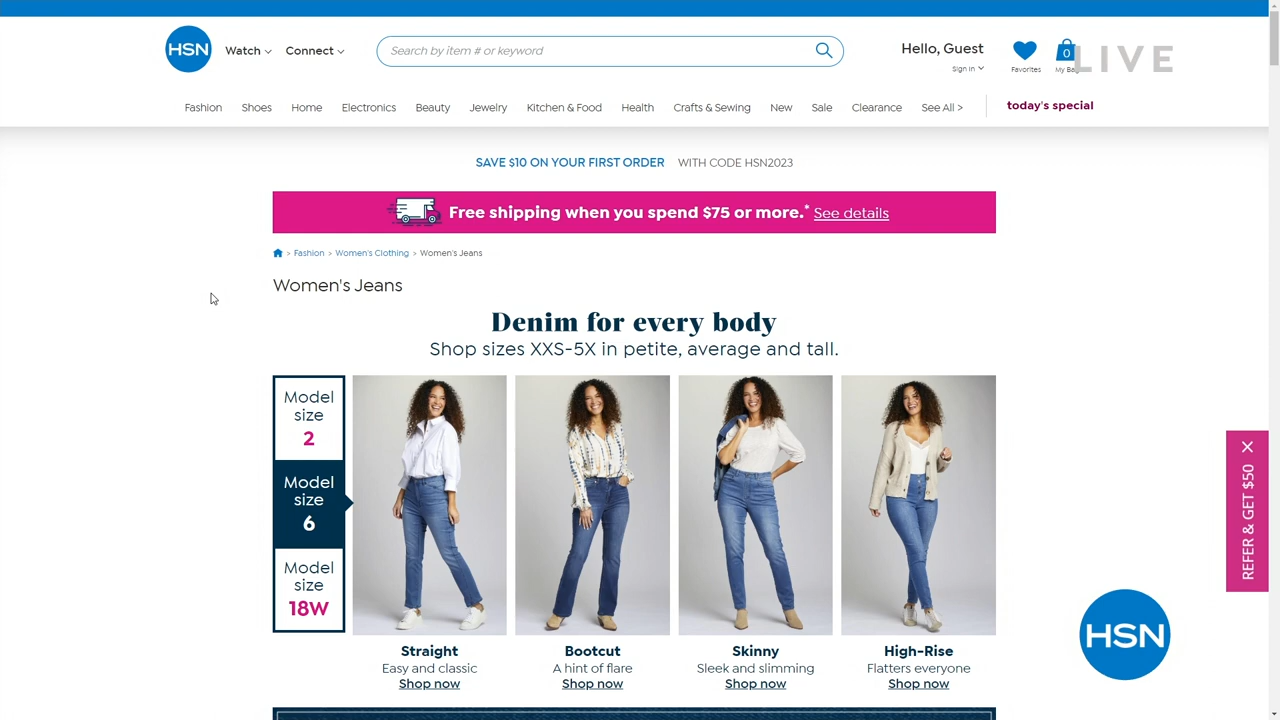 HSN
Watch
Connect
Search by item # or keyword
Hello, Guest
Sign in
Favorites
0
My Bag
LIVE
Fashion
Shoes
Home
Electronics
Beauty
Jewelry
Kitchen & Food
Health
Crafts & Sewing
New
Sale
Clearance
See All >
today's special
SAVE $10 ON YOUR FIRST ORDER WITH CODE HSN2023
Free shipping when you spend $75 or more.* See details
> Fashion > Women's Clothing > Women's Jeans
Women's Jeans
Denim for every body
Shop sizes XXS-5X in petite, average and tall.
Model
size
2
Model
size
6
Model
size
18W
Straight
Easy and classic
Shop now
Bootcut
A hint of flare
Shop now
Skinny
Sleek and slimming
Shop now
High-Rise
Flatters everyone
Shop now
REFER & GET $50 X
HSN